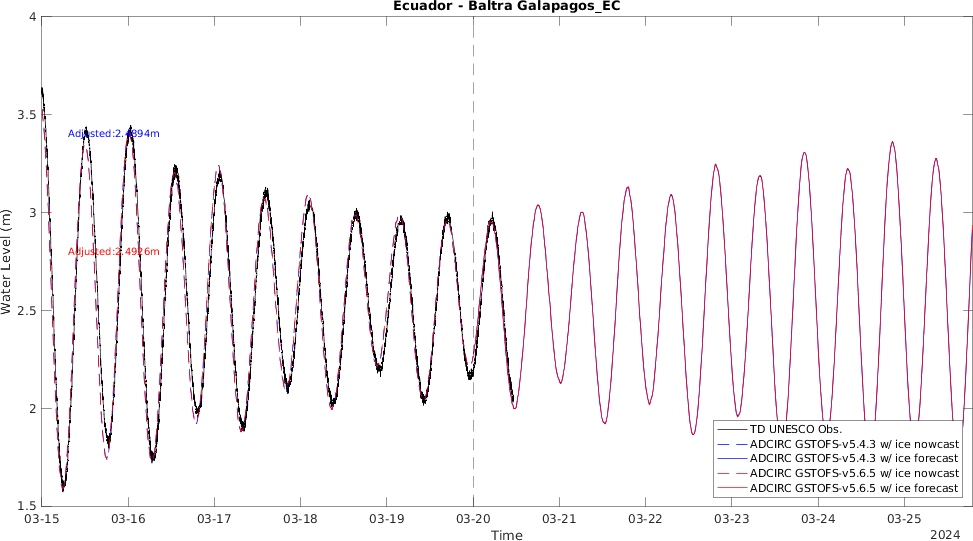 Ecuador - Baltra Galapagos_EC
4
3.5
3
2.5
2
1.5
Water Level (m)
Adjusted:2.4894m
Adjusted:2.4926m
TD UNESCO Obs.
ADCIRC GSTOFS-v5.4.3 w/ ice nowcast
ADCIRC GSTOFS-v5.4.3 w/ ice forecast
ADCIRC GSTOFS-v5.6.5 w/ ice nowcast
ADCIRC GSTOFS-v5.6.5 w/ ice forecast
03-15 03-16 03-17 03-18 03-19 03-20 03-21 03-22 03-23 03-24 03-25
Time
2024